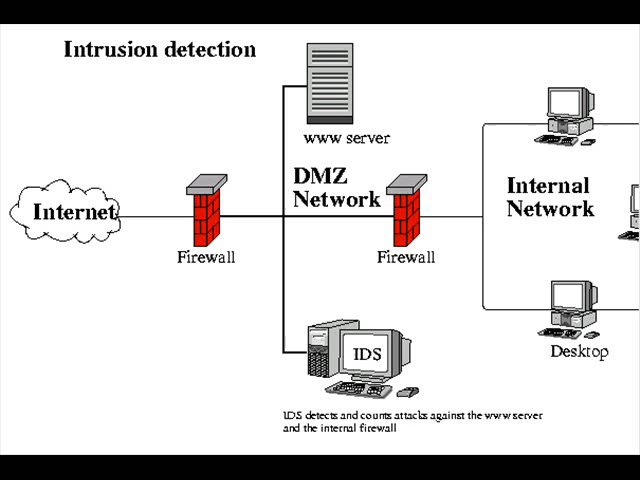 Intrusion detection
www server
DMZ
Network
Internal
Network
Internet
Firewall
Firewall
IDS
Desktop
IDS detects and counts attacks against the www server
and the internal firewall